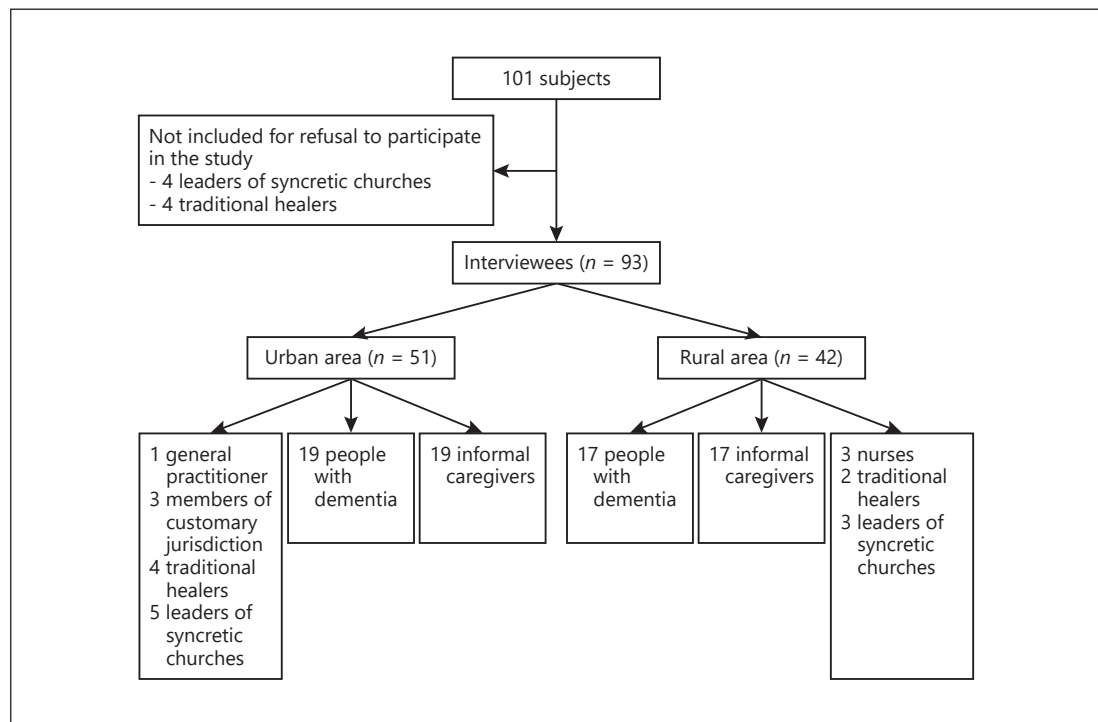 101 subjects
Not included for refusal to participate
in the study
- 4 leaders of syncretic churches
- 4 traditional healers
Interviewees (n = 93)
Urban area (n = 51)
Rural area (n = 42)
1 general
practitioner
3 members of
customary
jurisdiction
4 traditional
healers
5 leaders of
syncretic
churches
19 people
with
dementia
19 informal
caregivers
17 people
with
dementia
17 informal
caregivers
3 nurses
2 traditional
healers
3 leaders of
syncretic
churches